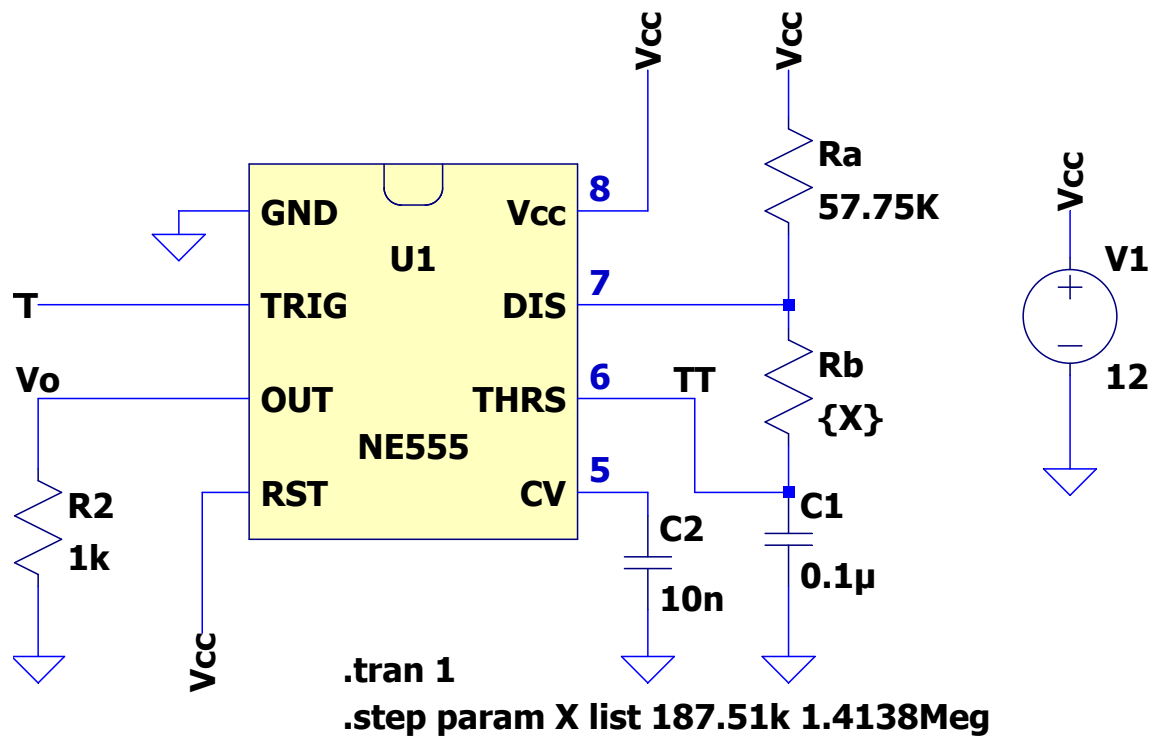 Vcc
Vcc
Ra
57.75K
8
GND
Vcc
U1
Vcc
V1
7
T
TRIG
DIS
Rb
{X}
12
Vo
6
TT
OUT
THRS
NE555
5
RST
CV
R2
1k
C2
10n
C1
0.1µ
Vcc
.tran 1
.step param X list 187.51k 1.4138Meg